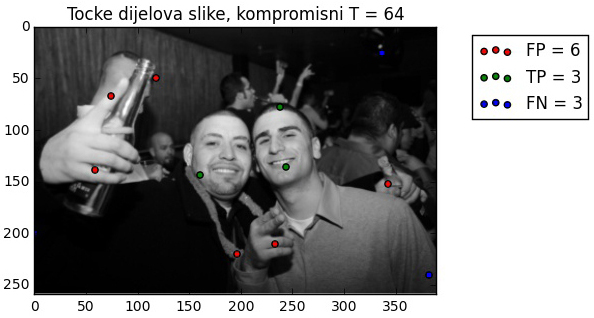 Tocke dijelova slike, kompromisni T = 64
0
50
100
150
200
250
0 50 100 150 200 250 300 350
FP = 6
TP = 3
FN = 3